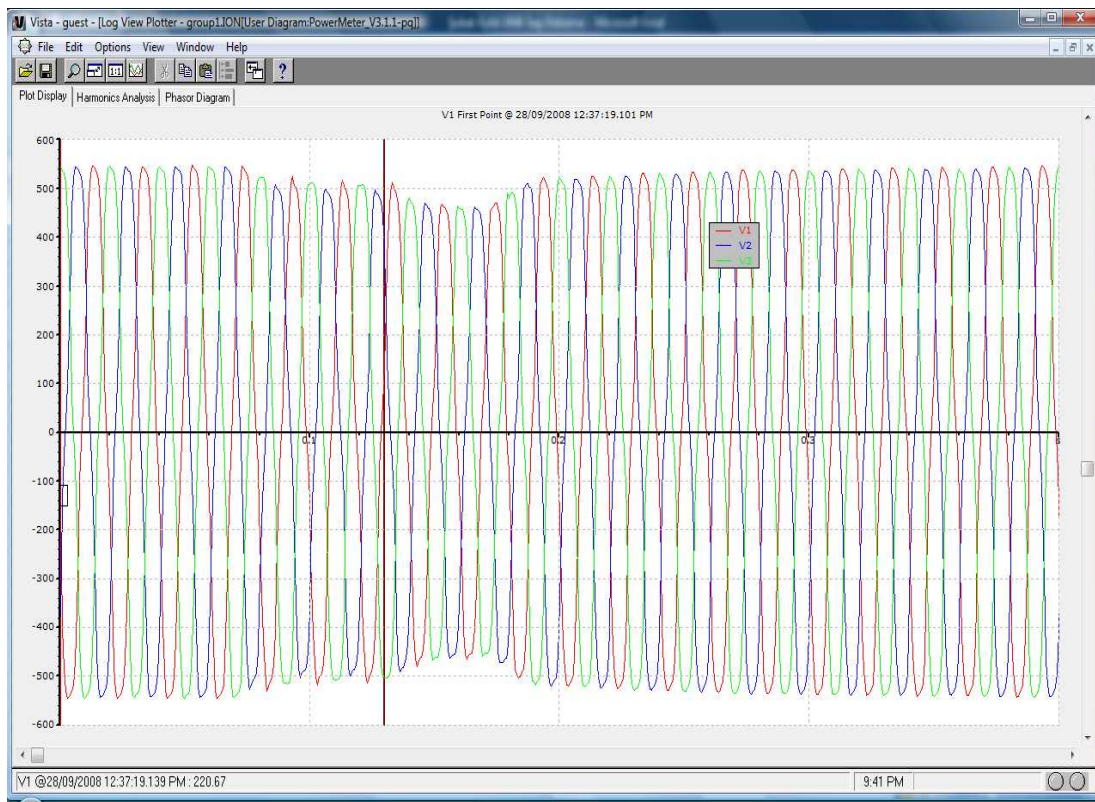 Vista - guest - [Log View Plotter - group1.ION[User Diagram:PowerMeter_V3.1.1-pq]]
File Edit Options View Window Help
Plot Display Harmonics Analysis Phasor Diagram
V1 First Point @ 28/09/2008 12:37:19.101 PM
600
500
400
300
200
100
0
-100
-200
-300
-400
-500
-600
0.1 0.2 0.3
V1
V2
V3
V1 @28/09/2008 12:37:19.139 PM : 220.67 9:41 PM